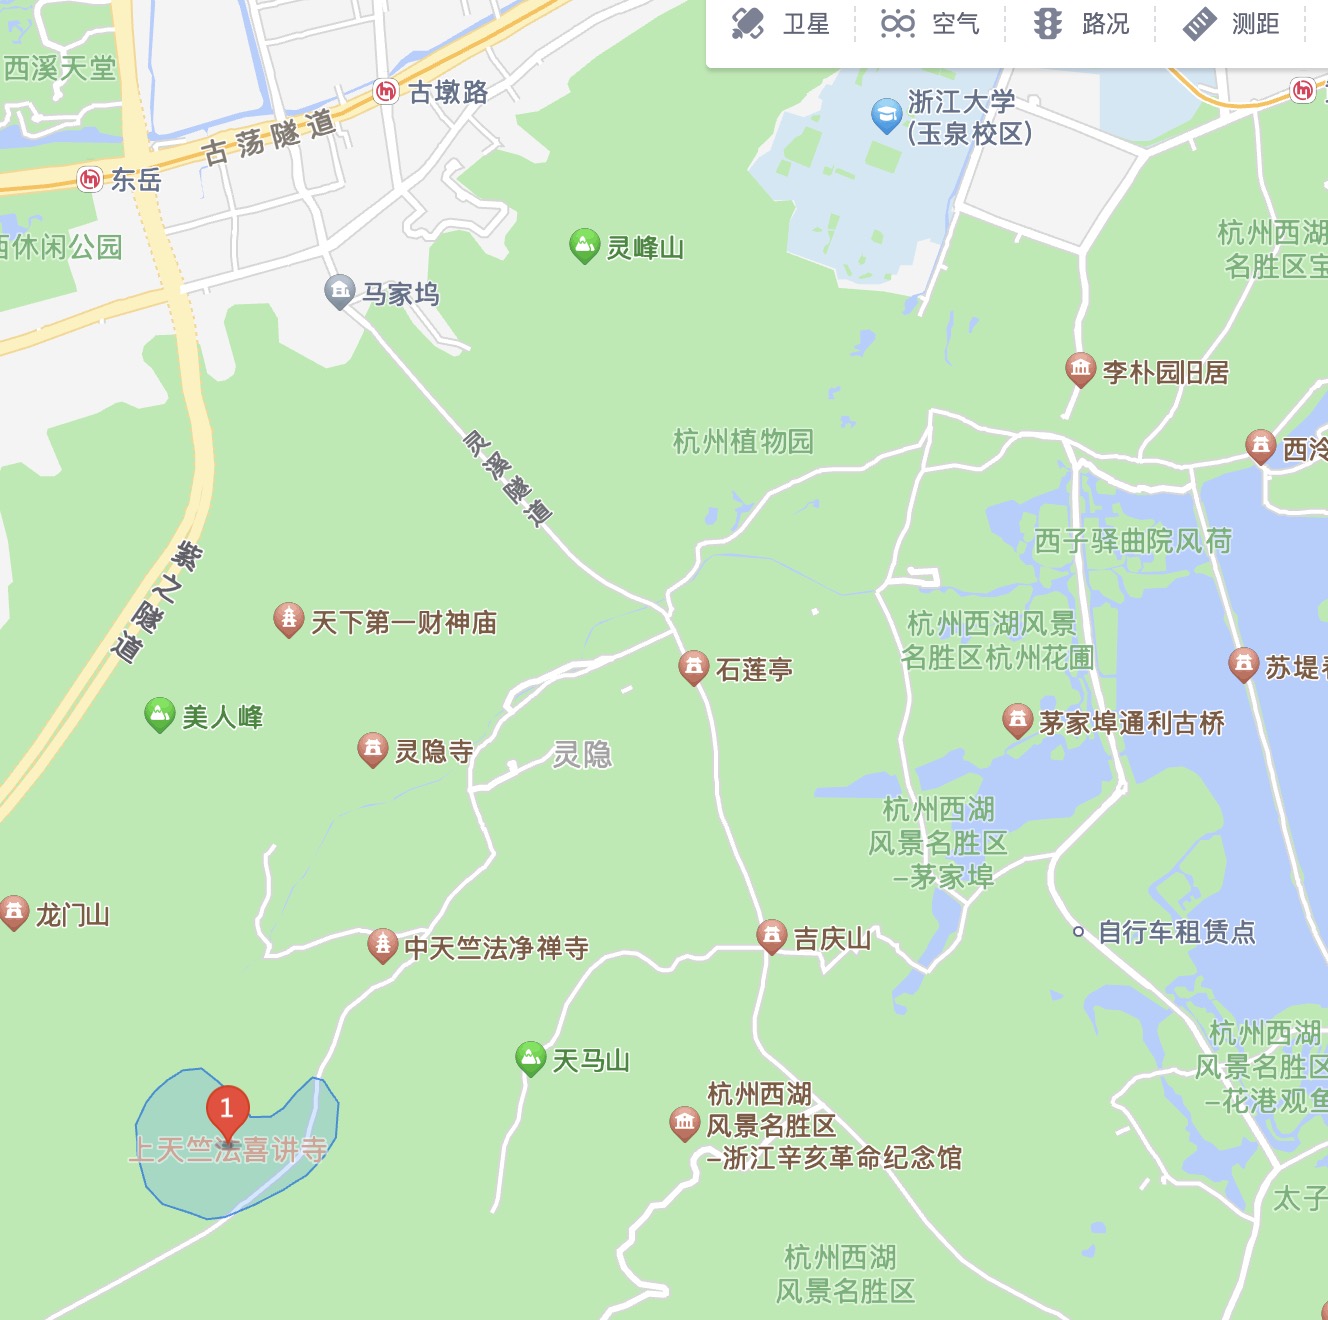 卫星
空气
路况
测距
西溪天堂
古墩路
古荡隧道
东岳
浙江大学
(玉泉校区)
西休闲公园
灵峰山
杭州西湖
名胜区宝
马家坞
李朴园旧居
杭州植物园
西泠
灵溪隧道
西子驿曲院风荷
紫之隧道
天下第一财神庙
杭州西湖风景
名胜区杭州花圃
石莲亭
苏堤春
美人峰
灵隐寺
灵隐
茅家埠通利古桥
杭州西湖
风景名胜区
–茅家埠
龙门山
中天竺法净禅寺
吉庆山
自行车租赁点
天马山
杭州西湖
风景名胜区
–花港观鱼
1
上天竺法喜讲寺
杭州西湖
风景名胜区
–浙江辛亥革命纪念馆
太子
杭州西湖
风景名胜区